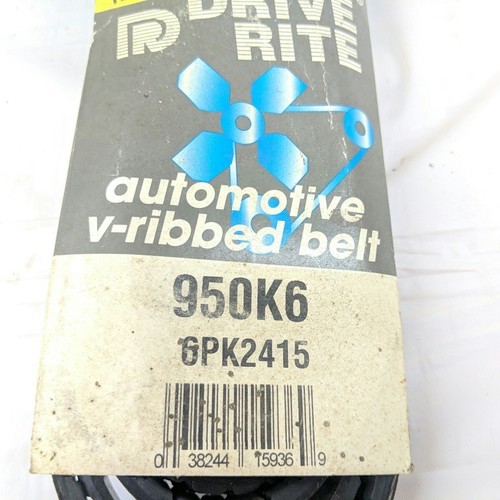 DRIVE
RITE
automotive
v-ribbed belt
950K6
6PK2415
0 38244 15936 9